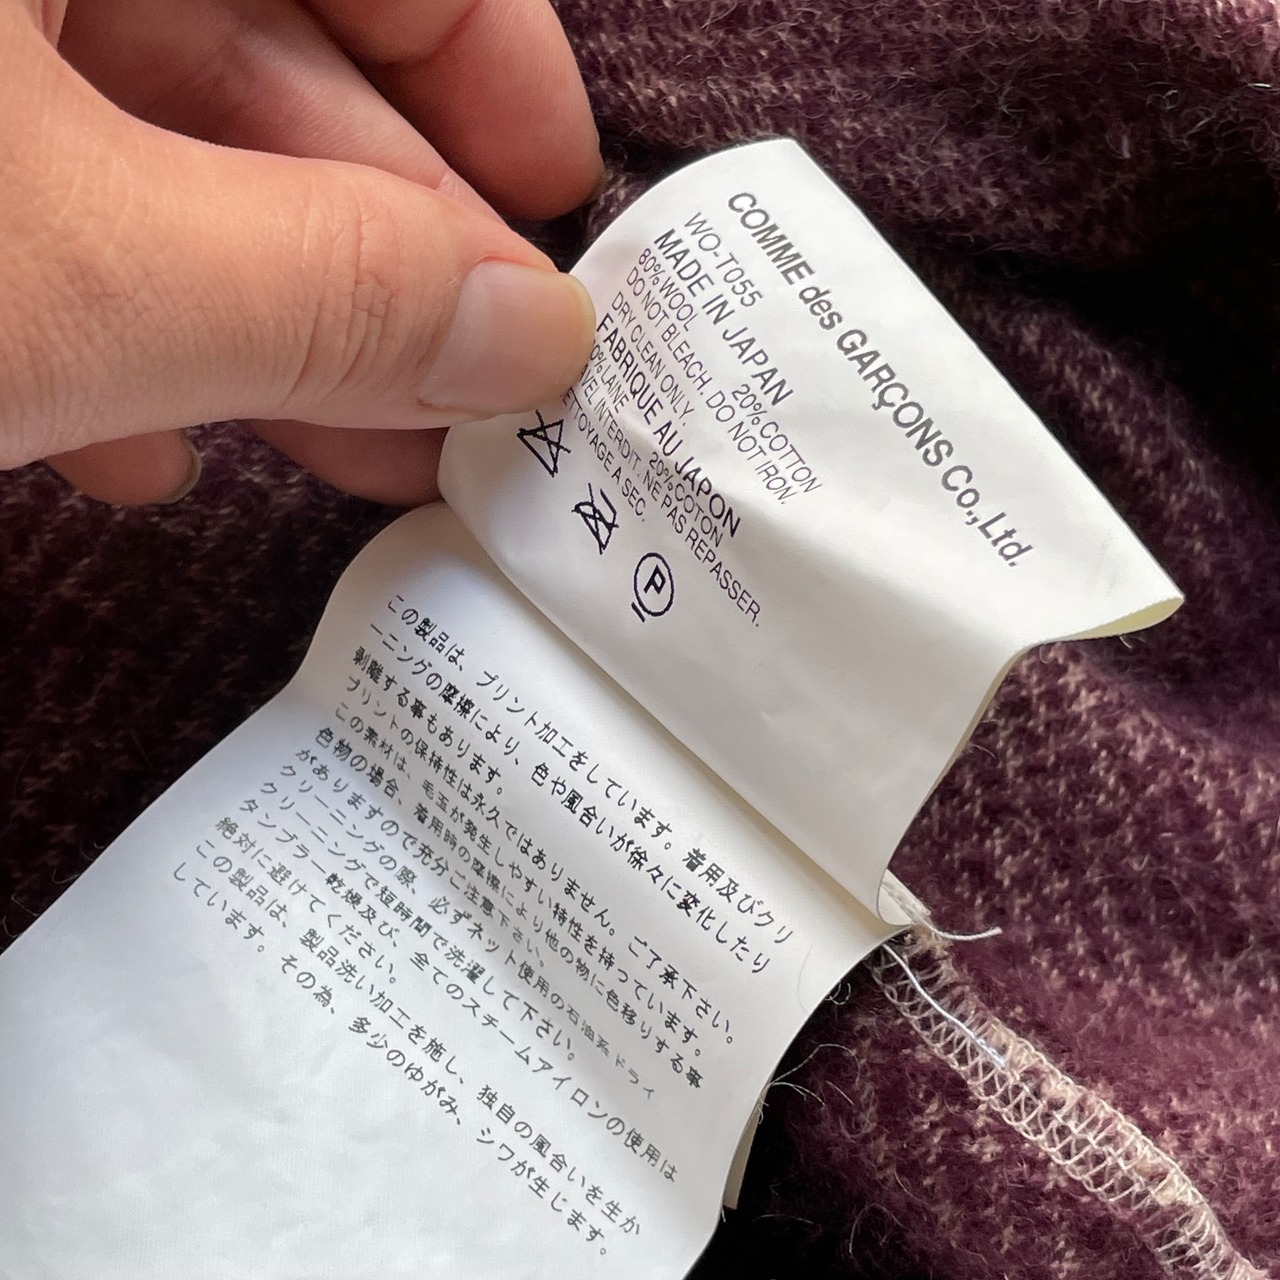 COMME des GARÇONS Co.,Ltd.
WO-T055
MADE IN JAPAN
80% WOOL 20% COTTON
DO NOT BLEACH. DO NOT IRON.
DRY CLEAN ONLY.
FABRIQUE AU JAPON
0% LAINE 20% COTON
INTERDIT. NE PAS REPASSER.
ETTOYAGE A SEC.
P
この製品は、プリント加工をしています。着用及びクリ
ーニングの摩擦により、色や風合いが徐々に変化したり
剥離する事もあります。
プリントの保持性は永久ではありません。ご了承下さい。
この素材は、毛玉が発生しやすい特性を持っています。
色物の場合、着用時の摩擦により他の物に色移りする事
がありますので充分ご注意下さい。
クリーニングの際、必ずネット使用の石油系ドライ
クリーニングで短時間で洗濯して下さい。
タンブラー乾燥及び、全てのスチームアイロンの使用は
絶対に避けてください。
この製品は、製品洗い加工を施し、独自の風合いを生か
しています。その為、多少のゆがみ、シワが生じます。